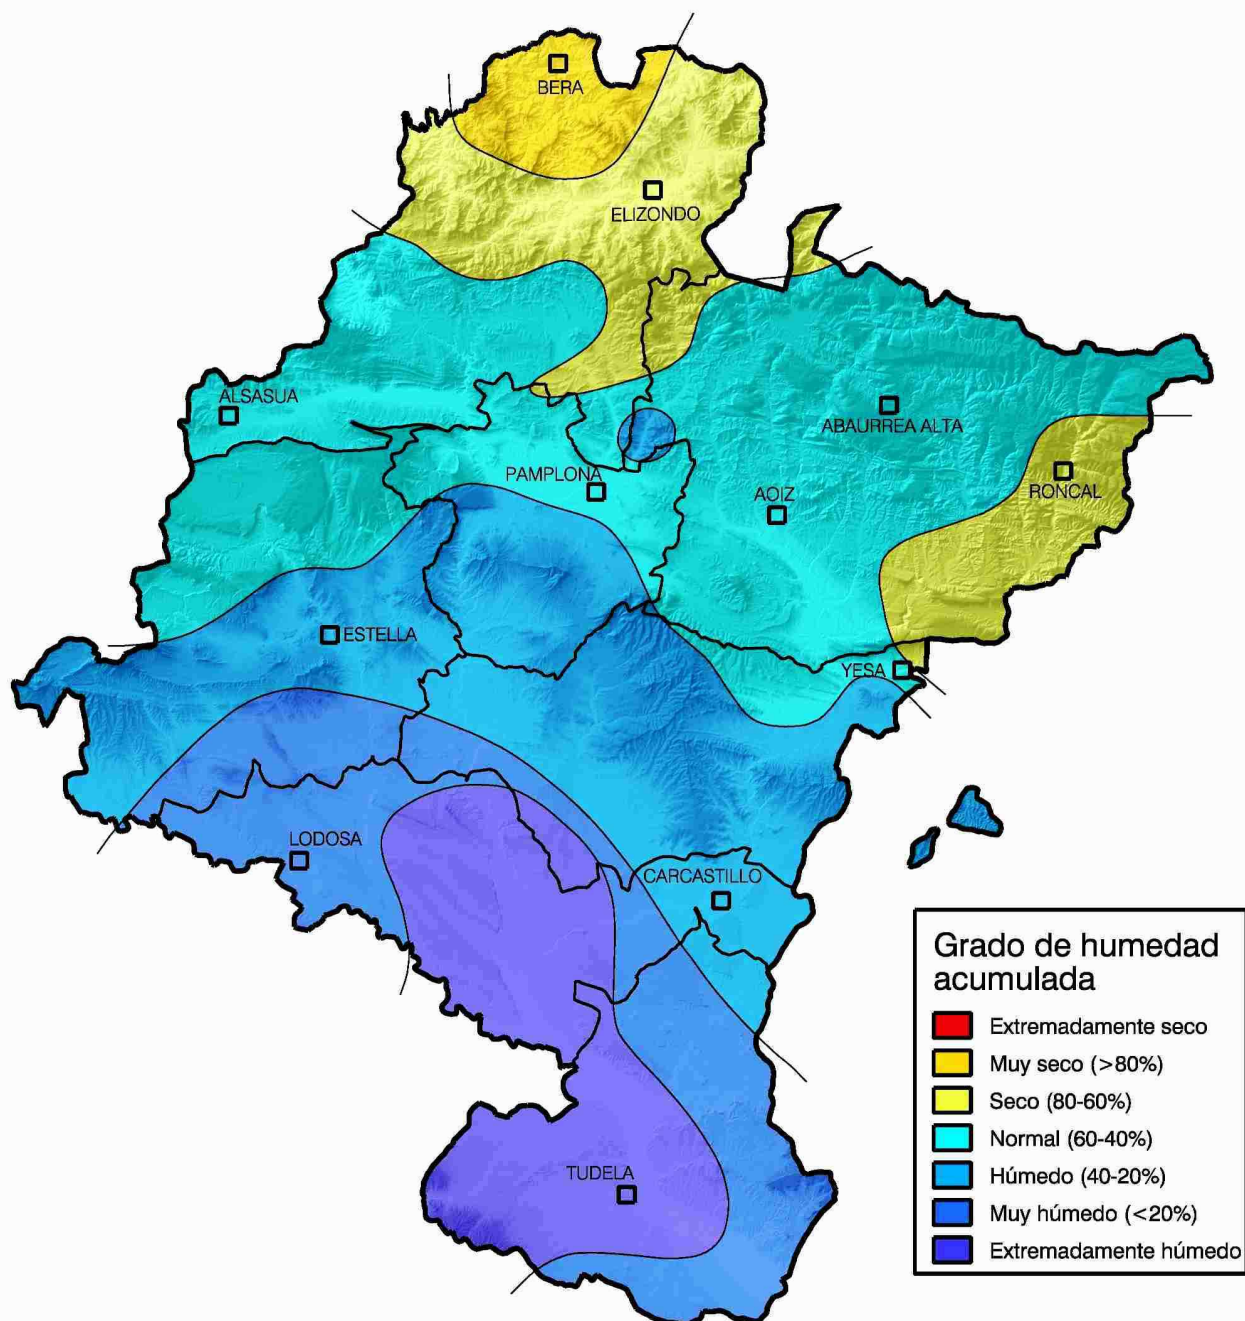 BERA
ELIZONDO
ALSASUA
ABAURREA ALTA
PAMPLONA
AOIZ
RONCAL
ESTELLA
YESA
LODOSA
CARCASTILLO
TUDELA
Grado de humedad
acumulada
Extremadamente seco
Muy seco (>80%)
Seco (80-60%)
Normal (60-40%)
Húmedo (40-20%)
Muy húmedo (<20%)
Extremadamente húmedo